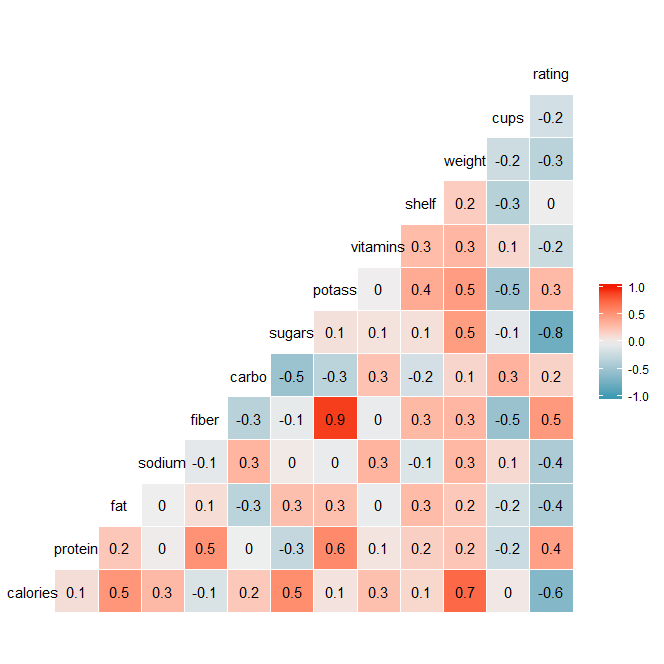 rating
cups -0.2
weight -0.2 -0.3
shelf 0.2 -0.3 0
vitamins 0.3 0.3 0.1 -0.2
potass 0 0.4 0.5 -0.5 0.3
sugars 0.1 0.1 0.1 0.5 -0.1 -0.8
carbo -0.5 -0.3 0.3 -0.2 0.1 0.3 0.2
fiber -0.3 -0.1 0.9 0 0.3 0.3 -0.5 0.5
sodium -0.1 0.3 0 0 0.3 -0.1 0.3 0.1 -0.4
fat 0 0.1 -0.3 0.3 0.3 0 0.3 0.2 -0.2 -0.4
protein 0.2 0 0.5 0 -0.3 0.6 0.1 0.2 0.2 -0.2 0.4
calories 0.1 0.5 0.3 -0.1 0.2 0.5 0.1 0.3 0.1 0.7 0 -0.6
1.0
0.5
0.0
-0.5
-1.0